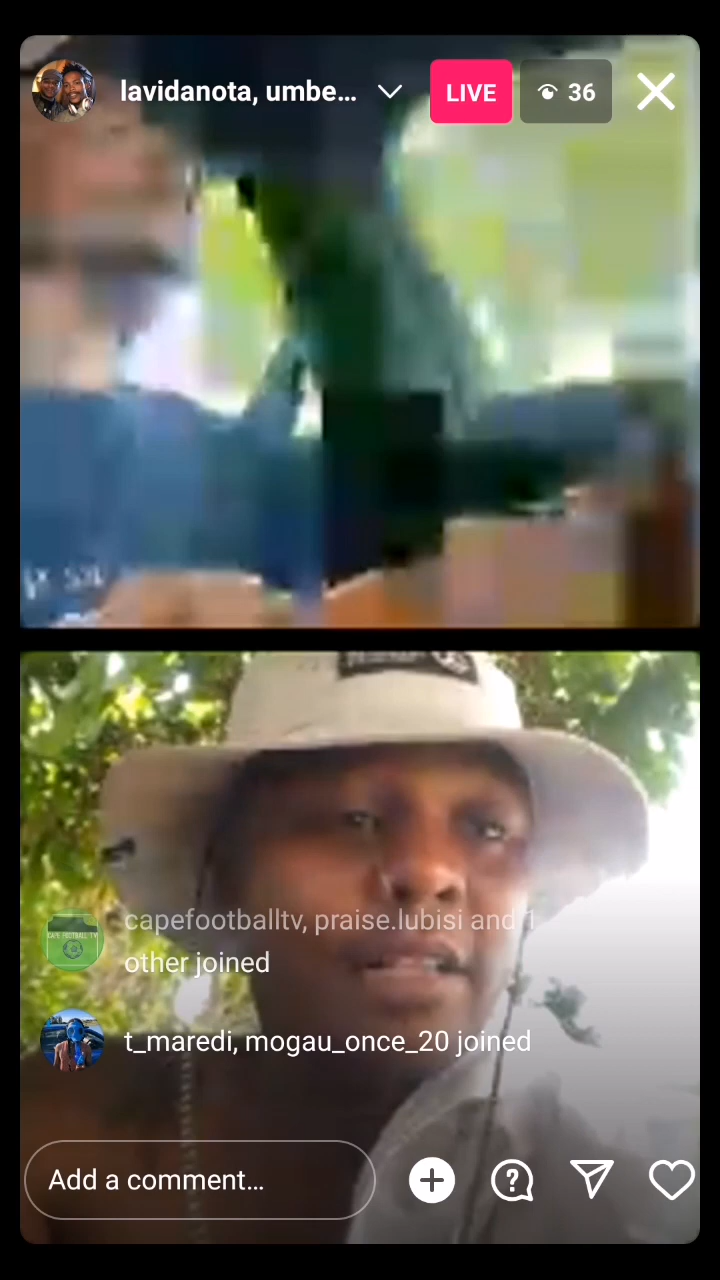 lavidanota, umbe...
LIVE
36
capefootballtv, praise.lubisi and 1
other joined
t_maredi, mogau_once_20 joined
Add a comment...